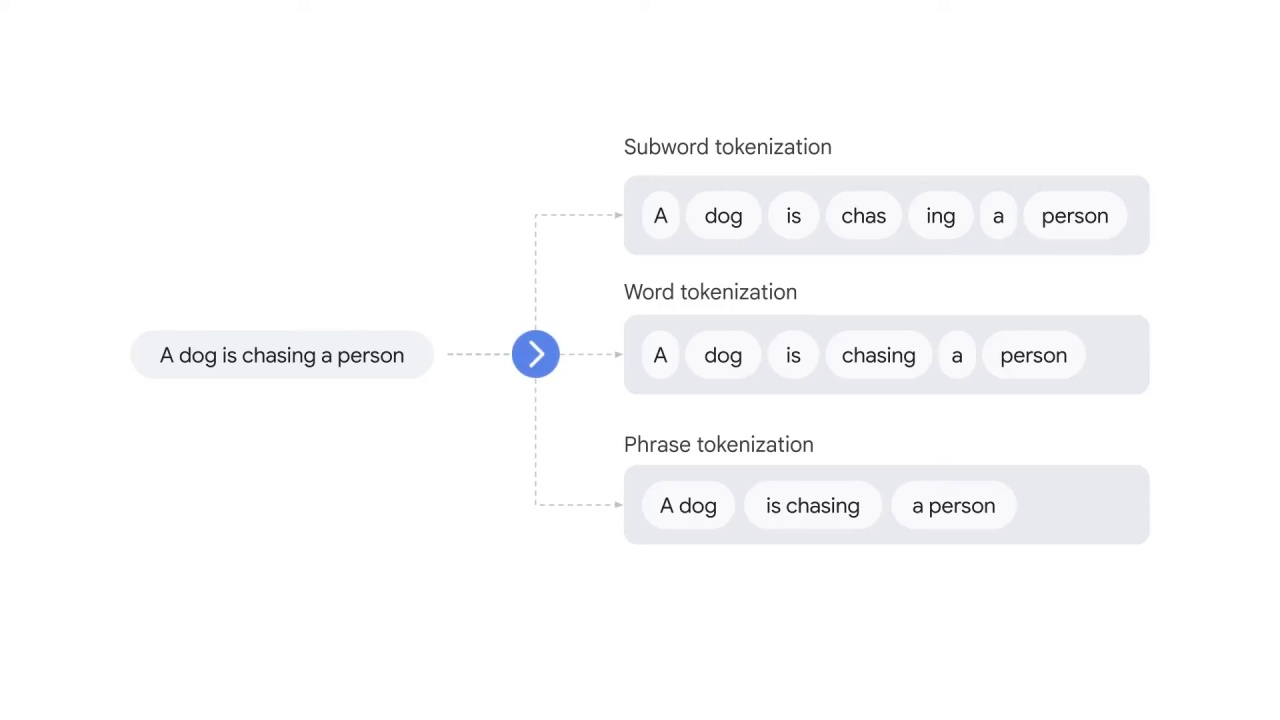 Subword tokenization
A dog is chas ing a person
Word tokenization
A dog is chasing a person
A dog is chasing a person
Phrase tokenization
A dog is chasing a person